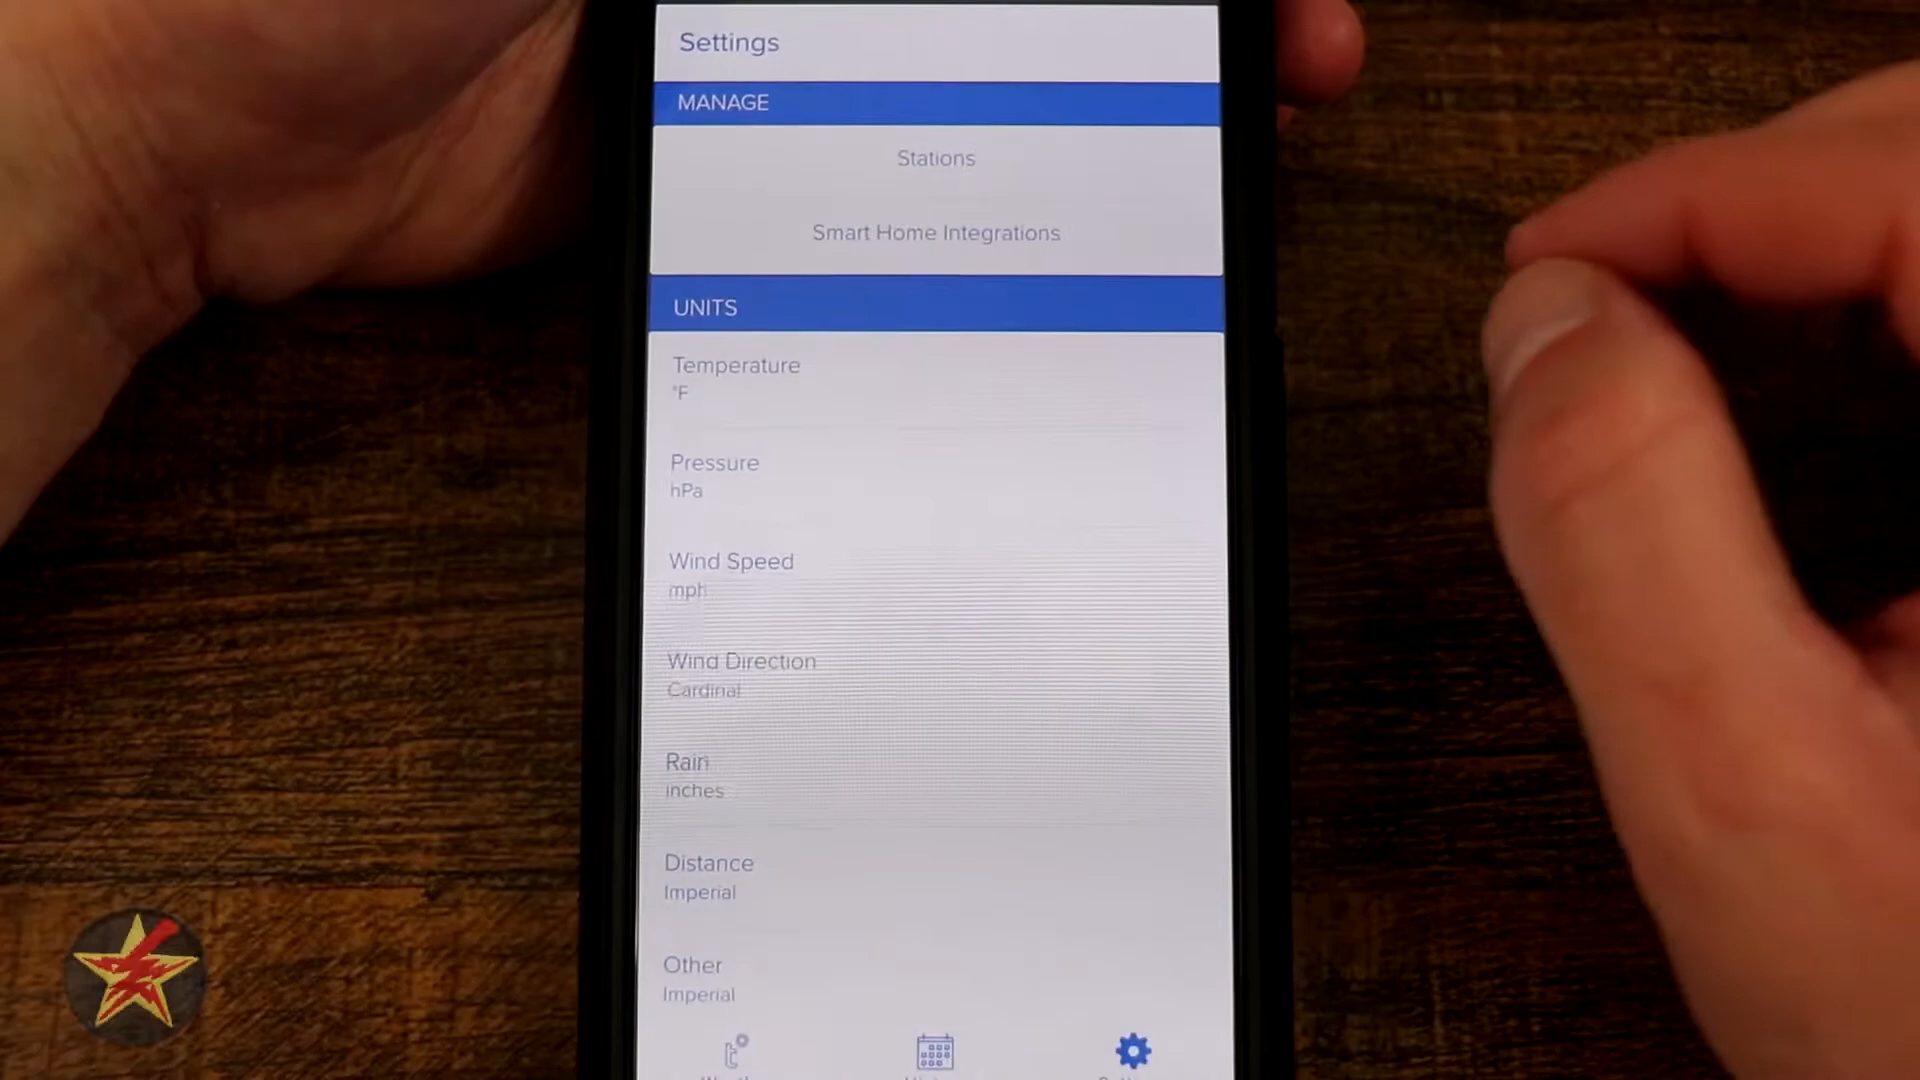 Settings
MANAGE
Stations
Smart Home Integrations
UNITS
Temperature
°F
Pressure
hPa
Wind Speed
mph
Wind Direction
Cardinal
Rain
inches
Distance
Imperial
Other
Imperial